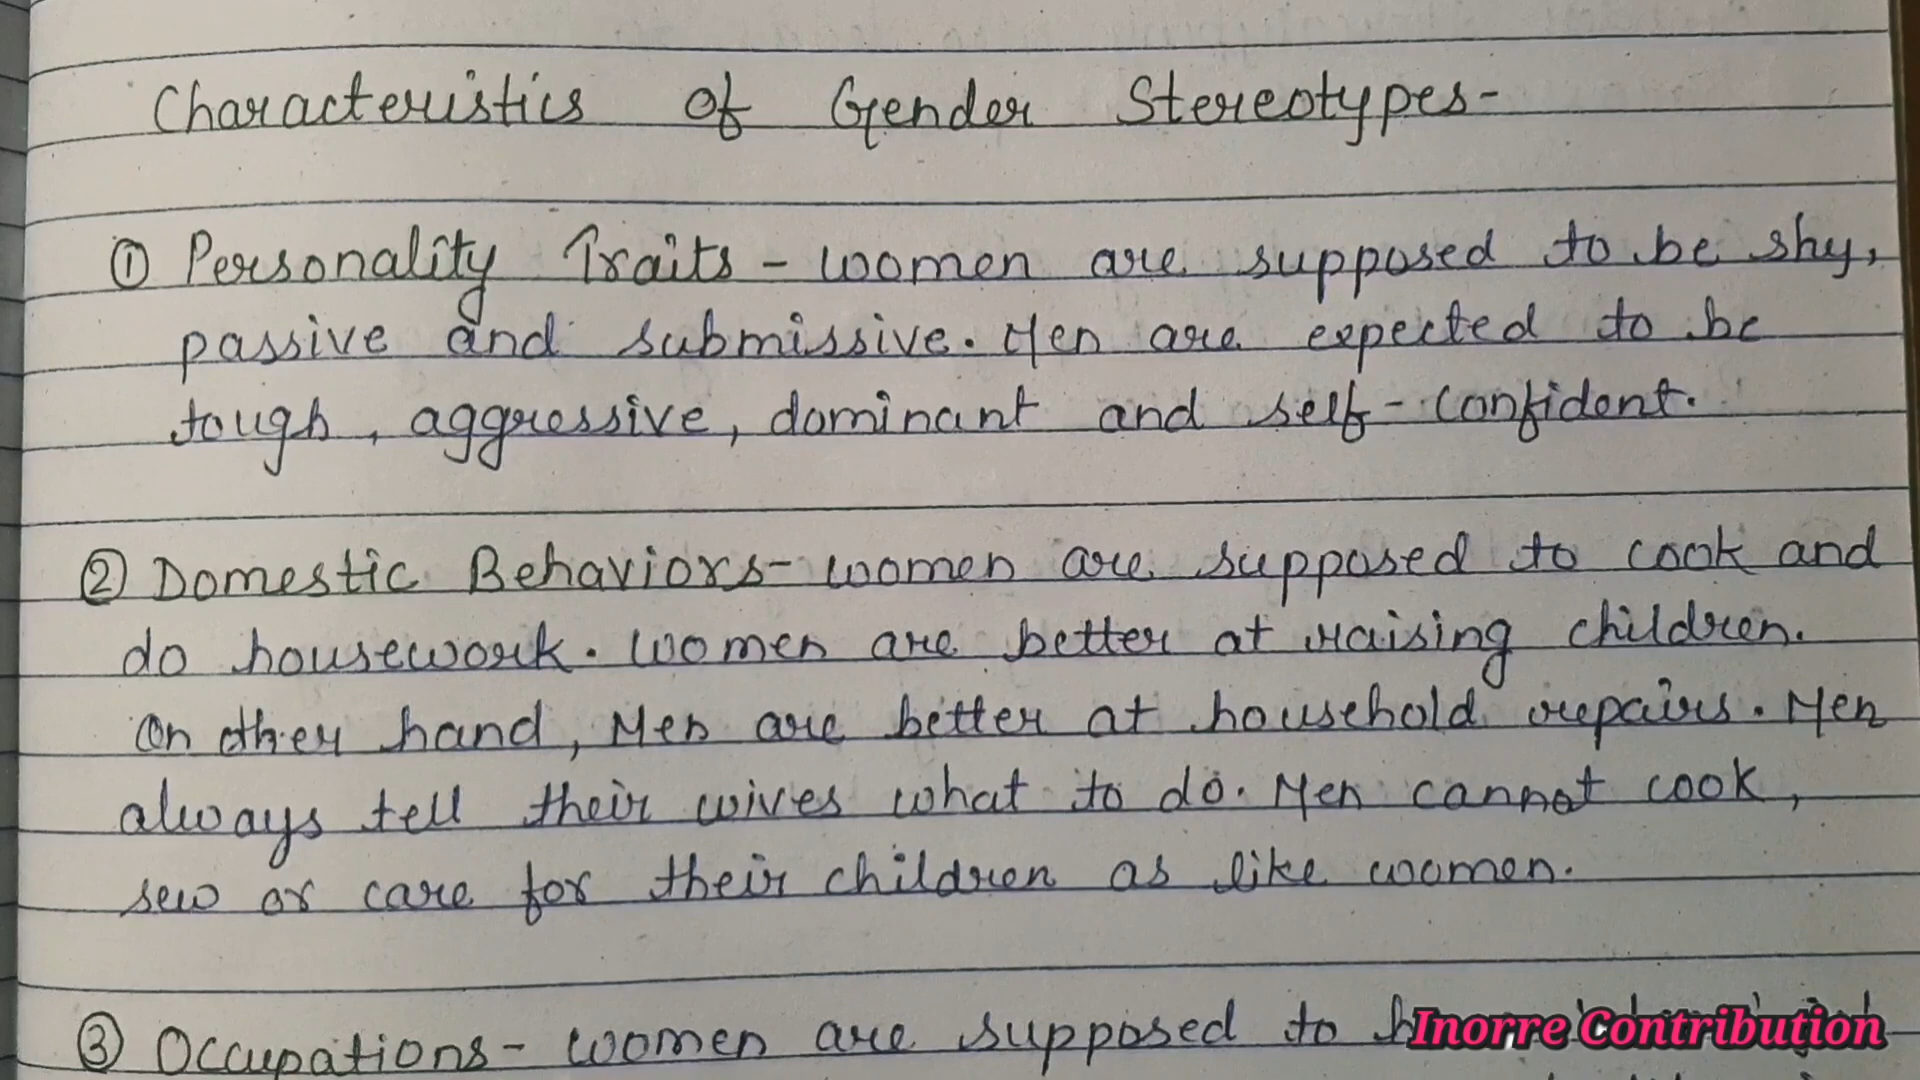 Characteristics of Gender Stereotypes-
① Personality Traits - women are supposed to be shy,
passive and submissive. Men are expected to be
tough, aggressive, dominant and self-confident.
② Domestic Behaviors- women are supposed to cook and
do housework. Women are better at raising children.
On other hand, Men are better at household repairs. Men
always tell their wives what to do. Men cannot cook,
sew or care for their children as like women.
③ Occupations- women are supposed to
Inorre Contribution